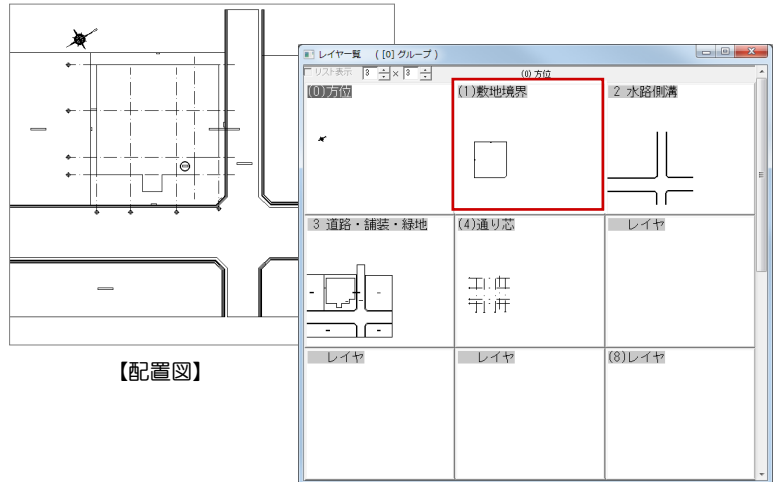 レイヤ一覧 ( [0] グループ )
リスト表示 3 × 3 (0) 方位
(0)方位 (1)敷地境界 2 水路側溝
3 道路・舗装・緑地 (4)通り芯 レイヤ
レイヤ レイヤ (8)レイヤ
【配置図】